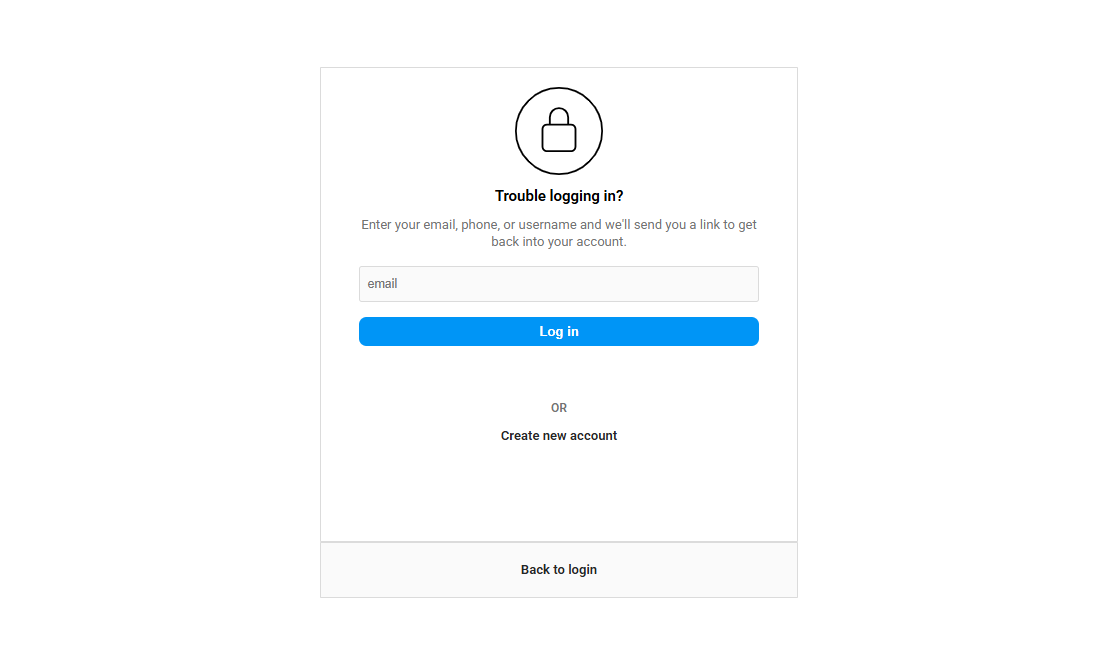 Trouble logging in?
Enter your email, phone, or username and we'll send you a link to get
back into your account.
email
Log in
OR
Create new account
Back to login